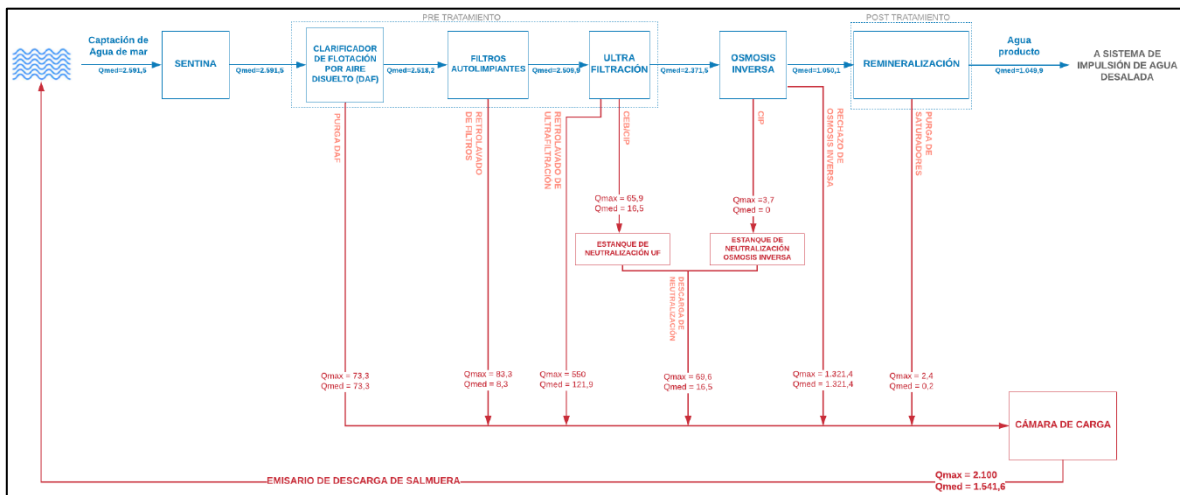 PRE TRATAMIENTO
POST TRATAMIENTO
Captación de
Agua de mar
Qmed=2.591,5
SENTINA
Qmed=2.591,5
CLARIFICADOR
DE FLOTACIÓN
POR AIRE
DISUELTO (DAF)
Qmed=2.518,2
FILTROS
AUTOLIMPIANTES
Qmed=2.509,9
ULTRA
FILTRACIÓN
Qmed=2.371,5
OSMOSIS
INVERSA
Qmed=1.050,1
REMINERALIZACIÓN
Agua
producto
Qmed=1.049,9
A SISTEMA DE
IMPULSIÓN DE AGUA
DESALADA
PURGA DAF
RETROLAVADO
DE FILTROS
RETROLAVADO DE
ULTRAFILTRACIÓN
CEB/CIP
CIP
RECHAZO DE
OSMOSIS INVERSA
PURGA DE
SATURADORES
Qmax = 65,9
Qmed = 16,5
Qmax =3,7
Qmed = 0
ESTANQUE DE
NEUTRALIZACIÓN UF
ESTANQUE DE
NEUTRALIZACIÓN
OSMOSIS INVERSA
DESCARGA DE
NEUTRALIZACIÓN
Qmax = 73,3
Qmed = 73,3
Qmax = 83,3
Qmed = 8,3
Qmax = 550
Qmed = 121,9
Qmax = 69,6
Qmed = 16,5
Qmax = 1.321,4
Qmed = 1.321,4
Qmax = 2,4
Qmed = 0,2
CÁMARA DE CARGA
EMISARIO DE DESCARGA DE SALMUERA
Qmax = 2.100
Qmed = 1.541,6